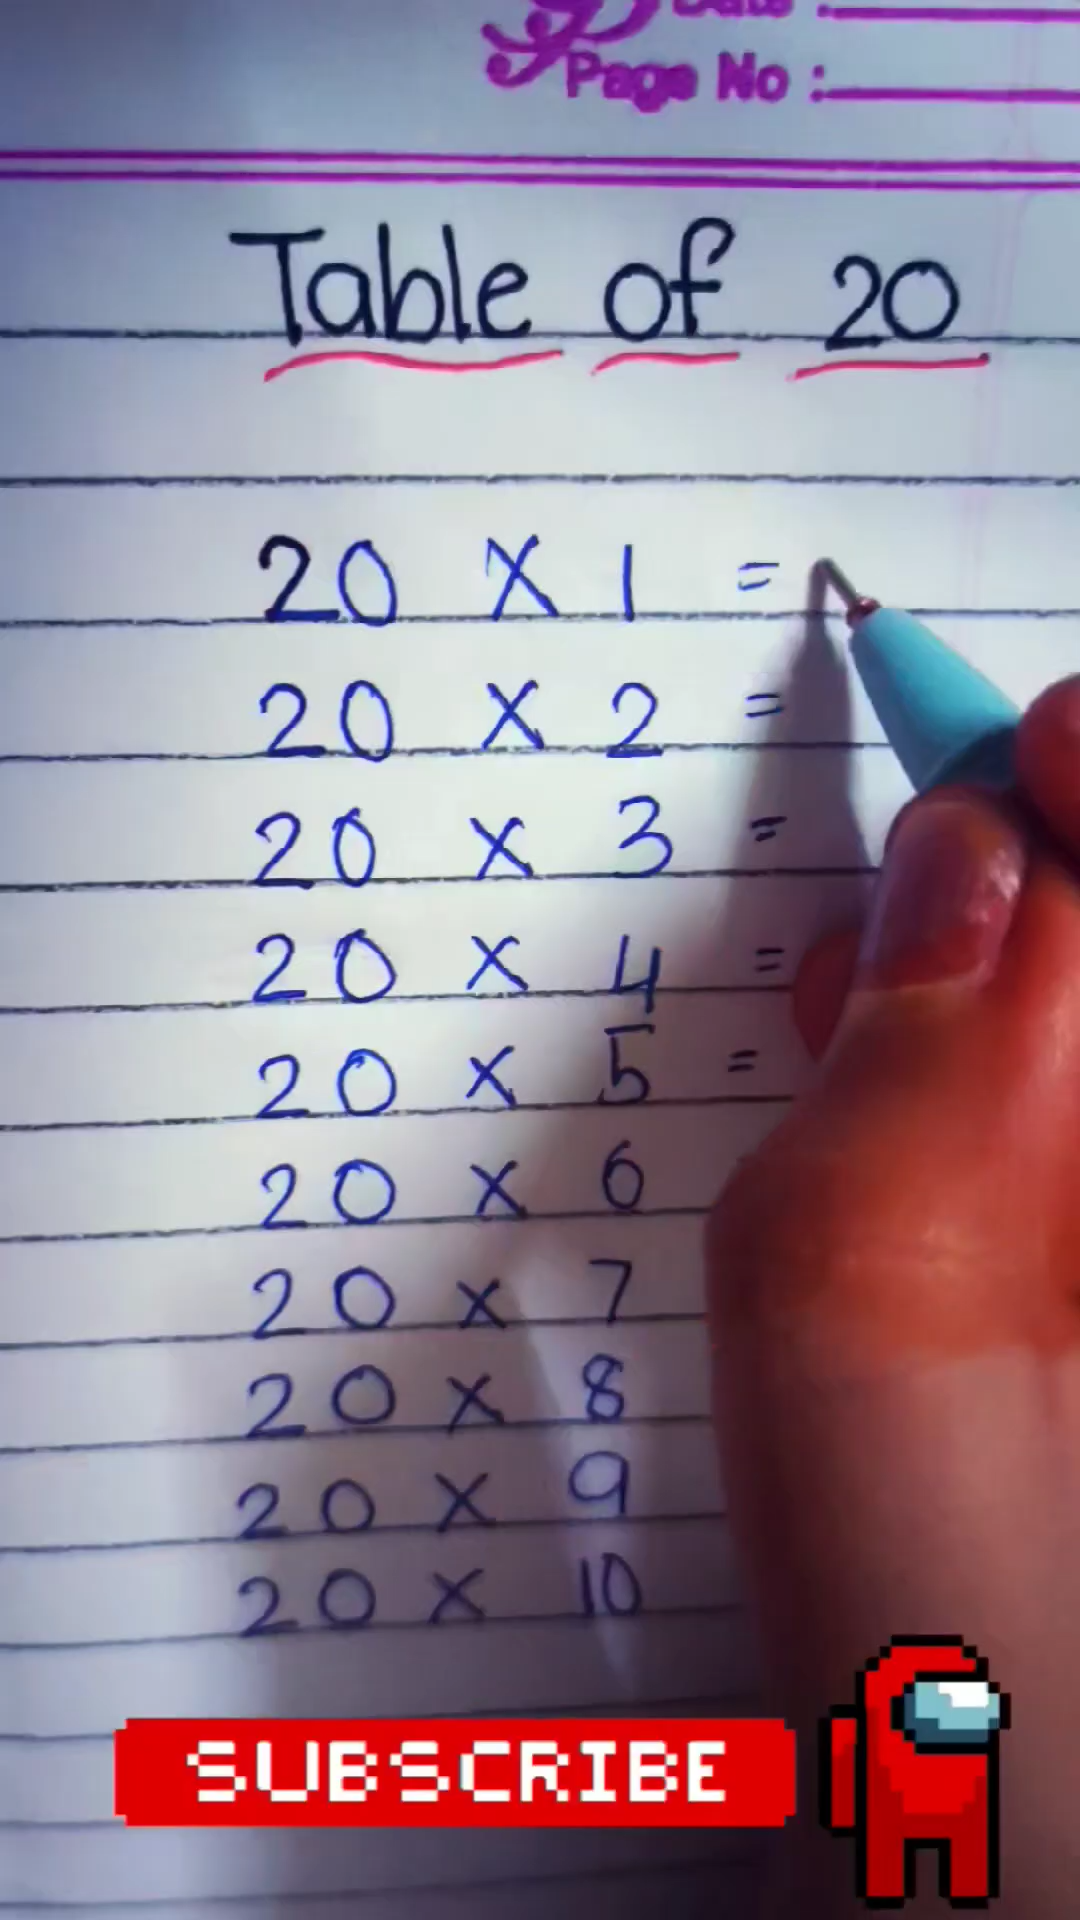 Date :
Page No :
Table of 20
20 X 1 =
20 X 2 =
20 X 3 =
20 X 4 =
20 X 5 =
20 X 6
20 X 7
20 X 8
20 X 9
20 X 10
SUBSCRIBE